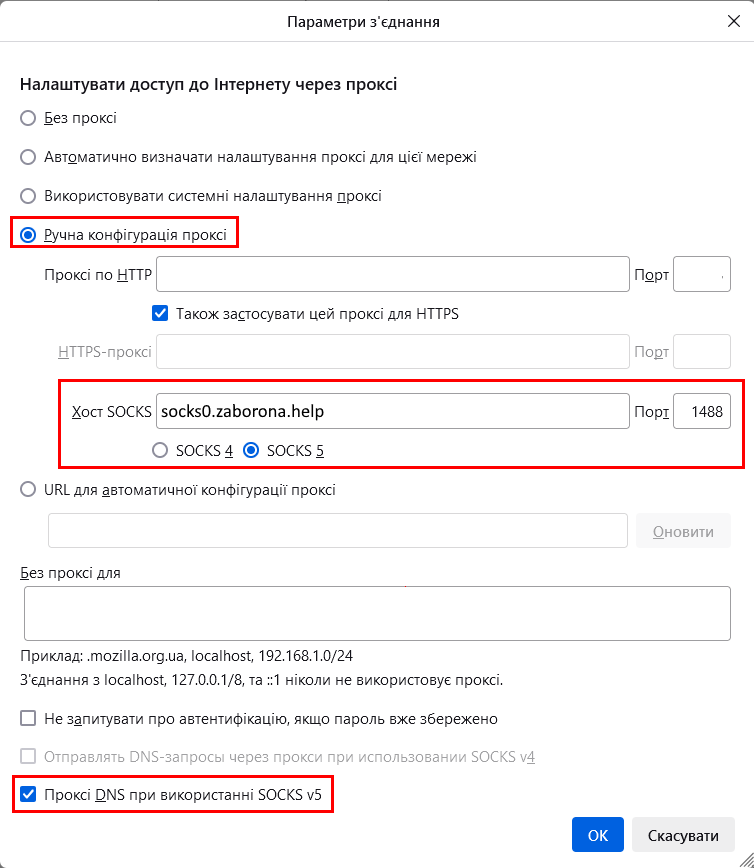 Параметри з'єднання
Налаштувати доступ до Інтернету через проксі
Без проксі
Автоматично визначати налаштування проксі для цієї мережі
Використовувати системні налаштування проксі
Ручна конфігурація проксі
Проксі по HTTP Порт
Також застосувати цей проксі для HTTPS
HTTPS-проксі Порт
Хост SOCKS socks0.zaborona.help Порт 1488
SOCKS 4 SOCKS 5
URL для автоматичної конфігурації проксі
Оновити
Без проксі для
Приклад: .mozilla.org.ua, localhost, 192.168.1.0/24
З'єднання з localhost, 127.0.0.1/8, та ::1 ніколи не використовує проксі.
Не запитувати про автентифікацію, якщо пароль вже збережено
Отправлять DNS-запросы через прокси при использовании SOCKS v4
Проксі DNS при використанні SOCKS v5
OK Скасувати